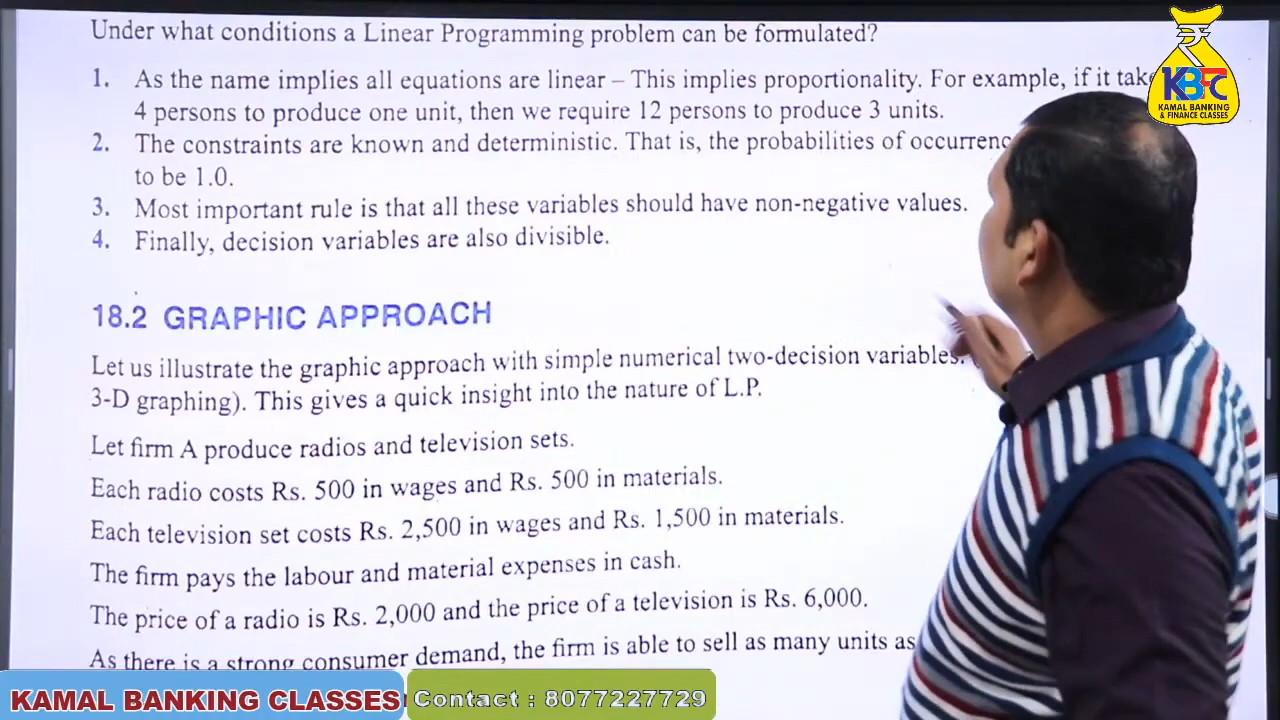 Under what conditions a Linear Programming problem can be formulated?
1. As the name implies all equations are linear – This implies proportionality. For example, if it
4 persons to produce one unit, then we require 12 persons to produce 3 units.
2. The constraints are known and deterministic. That is, the probabilities of
to be 1.0.
3. Most important rule is that all these variables should have non-negative values.
4. Finally, decision variables are also divisible.
18.2 GRAPHIC APPROACH
Let us illustrate the graphic approach with simple numerical two-decision variables.
3-D graphing). This gives a quick insight into the nature of L.P.
Let firm A produce radios and television sets.
Each radio costs Rs. 500 in wages and Rs. 500 in materials.
Each television set costs Rs. 2,500 in wages and Rs. 1,500 in materials.
The firm pays the labour and material expenses in cash.
The price of a radio is Rs. 2,000 and the price of a television is Rs. 6,000.
As there is a strong consumer demand, the firm is able to sell as many units as
KBFC
KAMAL BANKING
& FINANCE CLASSES
KAMAL BANKING CLASSES
Contact : 8077227729